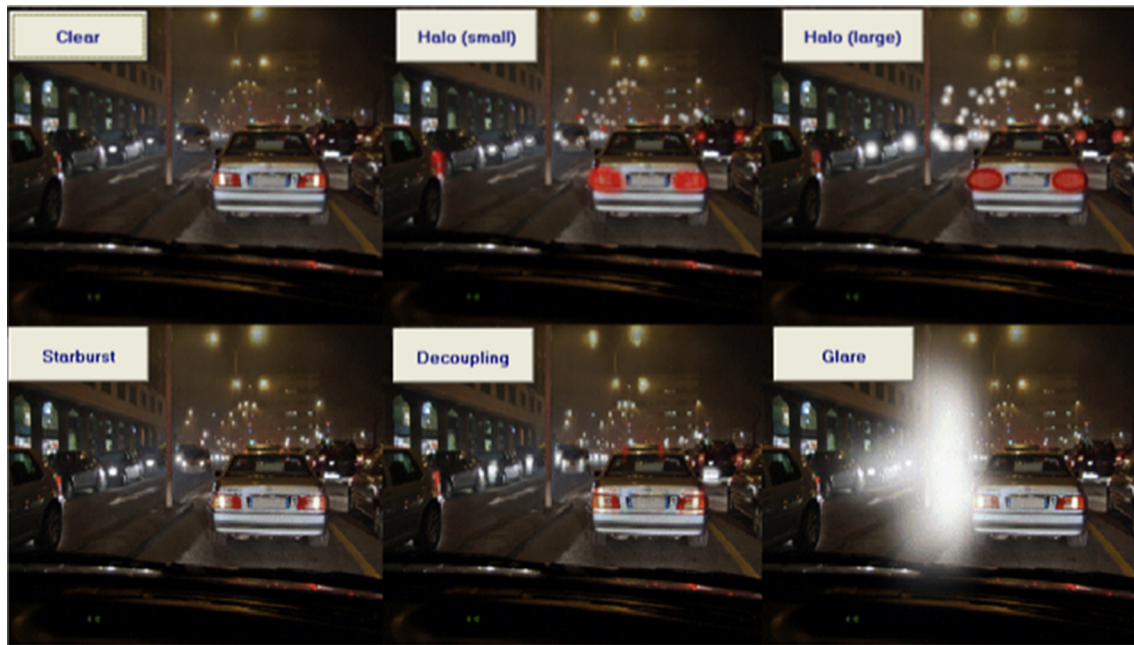 Clear
Halo (small)
Halo (large)
Starburst
Decoupling
Glare